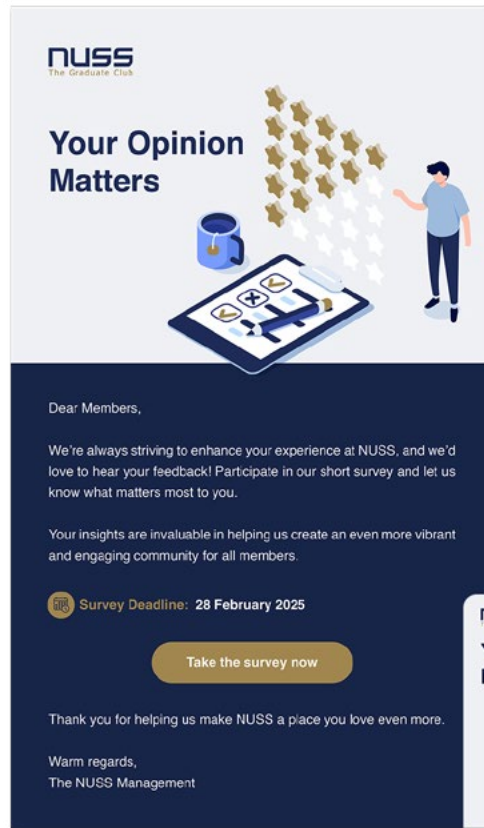 NUSS
The Graduate Club
Your Opinion
Matters
Dear Members,
We're always striving to enhance your experience at NUSS, and we'd
love to hear your feedback! Participate in our short survey and let us
know what matters most to you.
Your insights are invaluable in helping us create an even more vibrant
and engaging community for all members.
Survey Deadline: 28 February 2025
Take the survey now
Thank you for helping us make NUSS a place you love even more.
Warm regards,
The NUSS Management